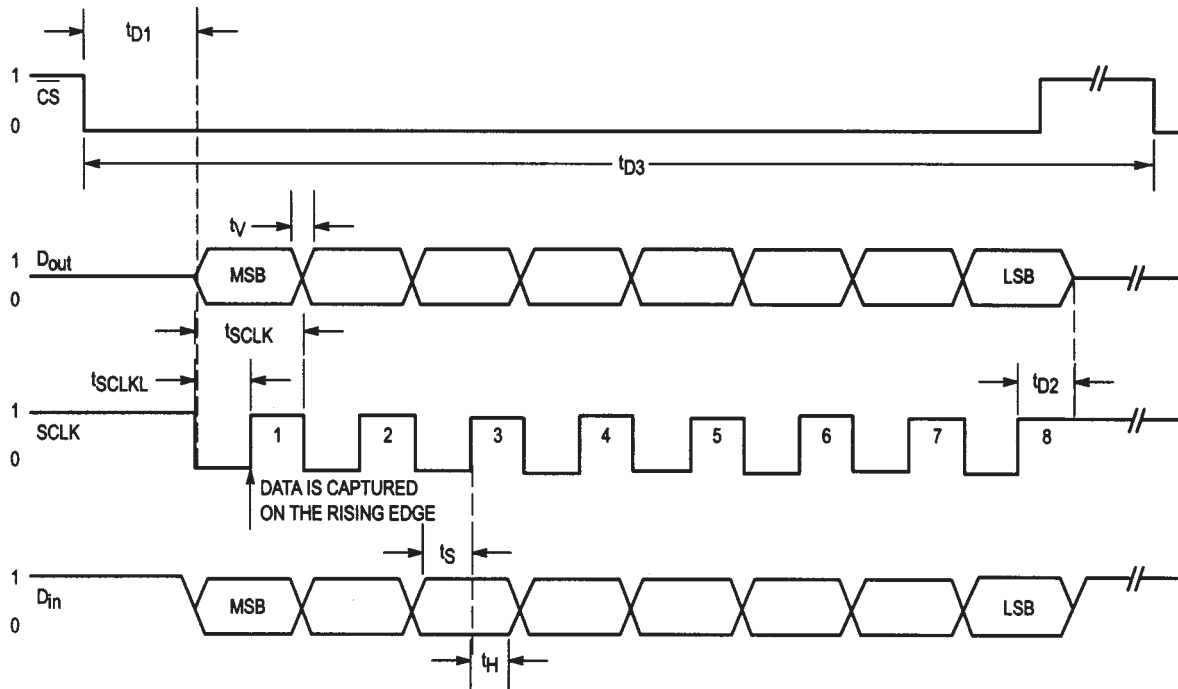 tD1
1
CS
0
tD3
tV
1 Dout
0
MSB
LSB
tSCLK
tSCLKL
tD2
1
SCLK
0
1 2 3 4 5 6 7 8
DATA IS CAPTURED
ON THE RISING EDGE
tS
1
Din
0
MSB
LSB
tH